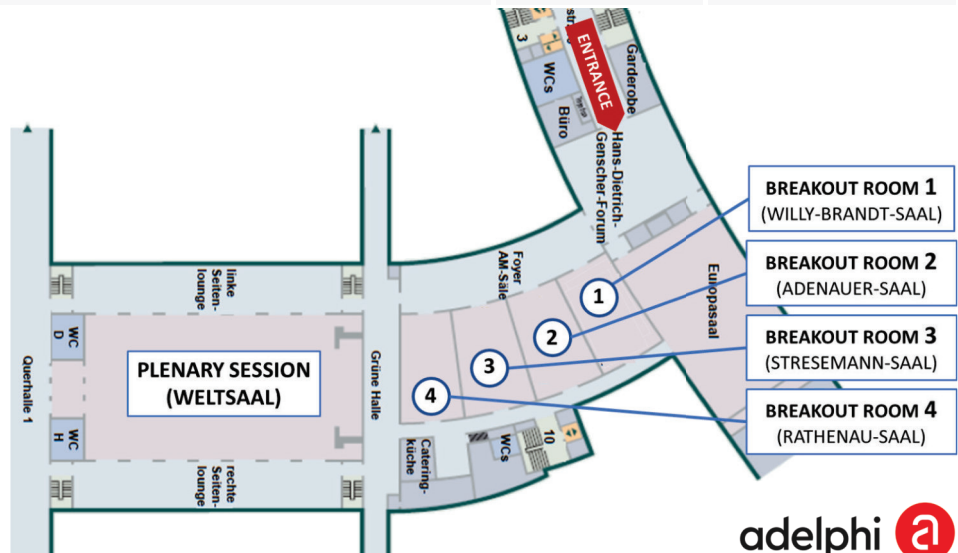 3
ENTRANCE
Garderobe
WCs
Büro
Hans-Dietrich-
Genscher-Forum
BREAKOUT ROOM 1
(WILLY-BRANDT-SAAL)
BREAKOUT ROOM 2
(ADENAUER-SAAL)
BREAKOUT ROOM 3
(STRESEMANN-SAAL)
BREAKOUT ROOM 4
(RATHENAU-SAAL)
Foyer
AM-Säle
Europasaal
1
2
3
4
linke
Seiten-
lounge
WC
D
PLENARY SESSION
(WELTSAAL)
Grüne Halle
Querhalle 1
WC
H
rechte
Seiten-
lounge
Catering-
küche
WCs
10
adelphi a